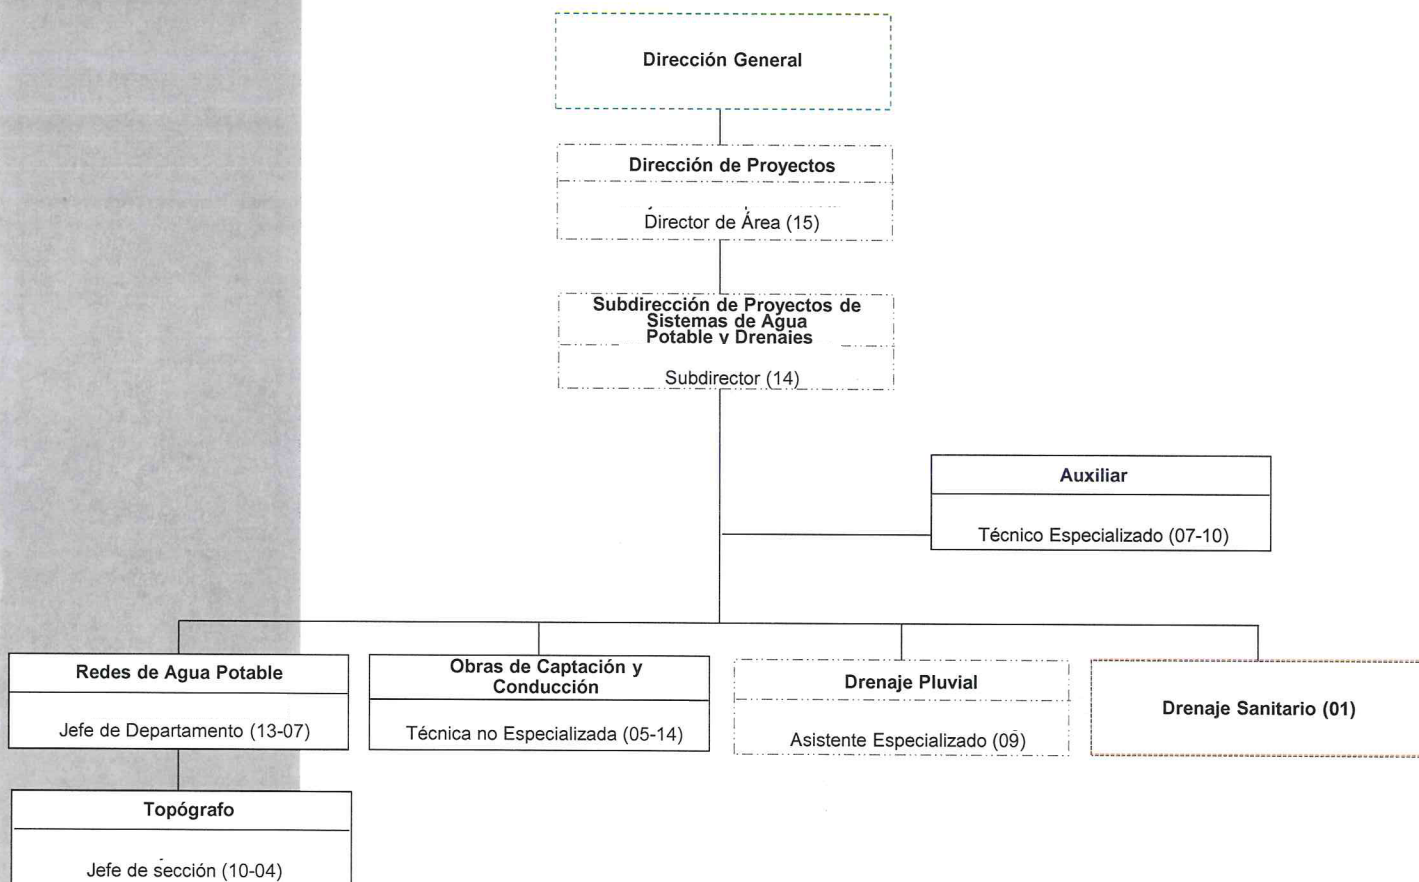 Dirección General
Dirección de Proyectos
Director de Área (15)
Subdirección de Proyectos de
Sistemas de Agua
Potable y Drenajes
Subdirector (14)
Auxiliar
Técnico Especializado (07-10)
Redes de Agua Potable
Jefe de Departamento (13-07)
Obras de Captación y
Conducción
Técnica no Especializada (05-14)
Drenaje Pluvial
Asistente Especializado (09)
Drenaje Sanitario (01)
Topógrafo
Jefe de sección (10-04)